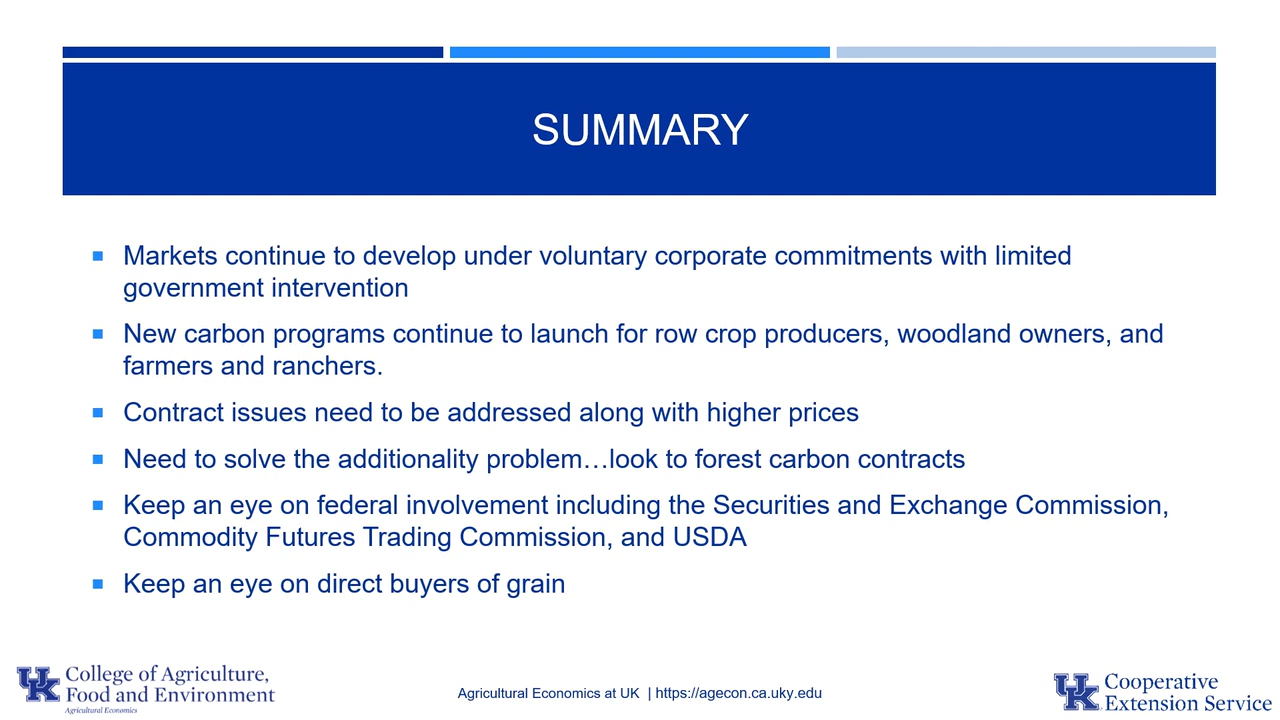 SUMMARY
Markets continue to develop under voluntary corporate commitments with limited
government intervention
New carbon programs continue to launch for row crop producers, woodland owners, and
farmers and ranchers.
Contract issues need to be addressed along with higher prices
Need to solve the additionality problem…look to forest carbon contracts
Keep an eye on federal involvement including the Securities and Exchange Commission,
Commodity Futures Trading Commission, and USDA
Keep an eye on direct buyers of grain
UK College of Agriculture,
Food and Environment
Agricultural Economics
Agricultural Economics at UK | https://agecon.ca.uky.edu
UK Cooperative
Extension Service